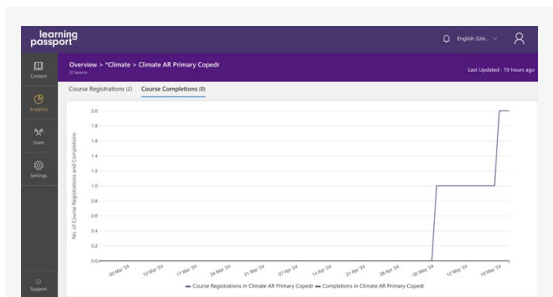 learning
passport
English (Uni...
Content
Analytics
Users
Settings
Support
Overview > *Climate > Climate AR Primary Copedr
Last Updated : 19 hours ago
Course Registrations (2) Course Completions (0)
No. of Course Registrations and Completions
2.0
1.8
1.6
1.4
1.2
1.0
0.8
0.6
0.4
0.2
0.0
03 Mar '24 10 Mar '24 17 Mar '24 24 Mar '24 31 Mar '24 07 Apr '24 14 Apr '24 21 Apr '24 28 Apr '24 05 May '24 12 May '24 19 May '24
Course Registrations in Climate AR Primary Copedr Completions in Climate AR Primary Copedr